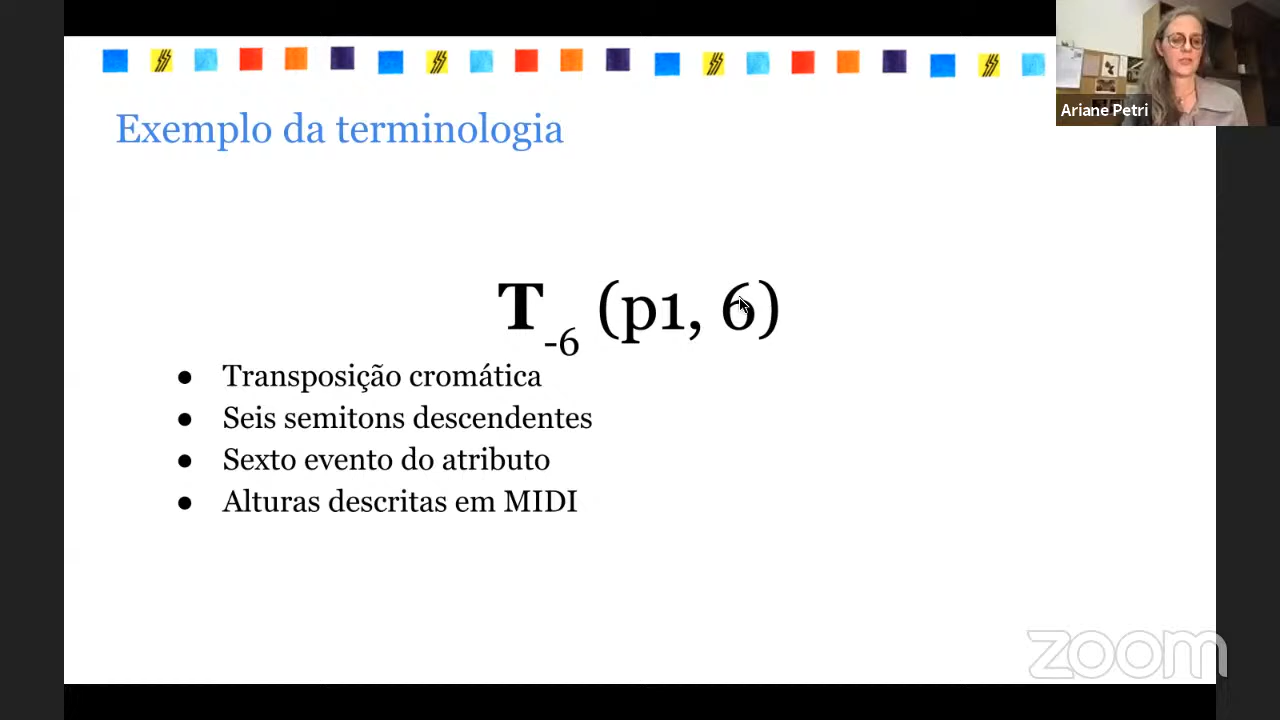 Ariane Petri
Exemplo da terminologia
T-6 (p1, 6)
● Transposição cromática
● Seis semitons descendentes
● Sexto evento do atributo
● Alturas descritas em MIDI
zoom